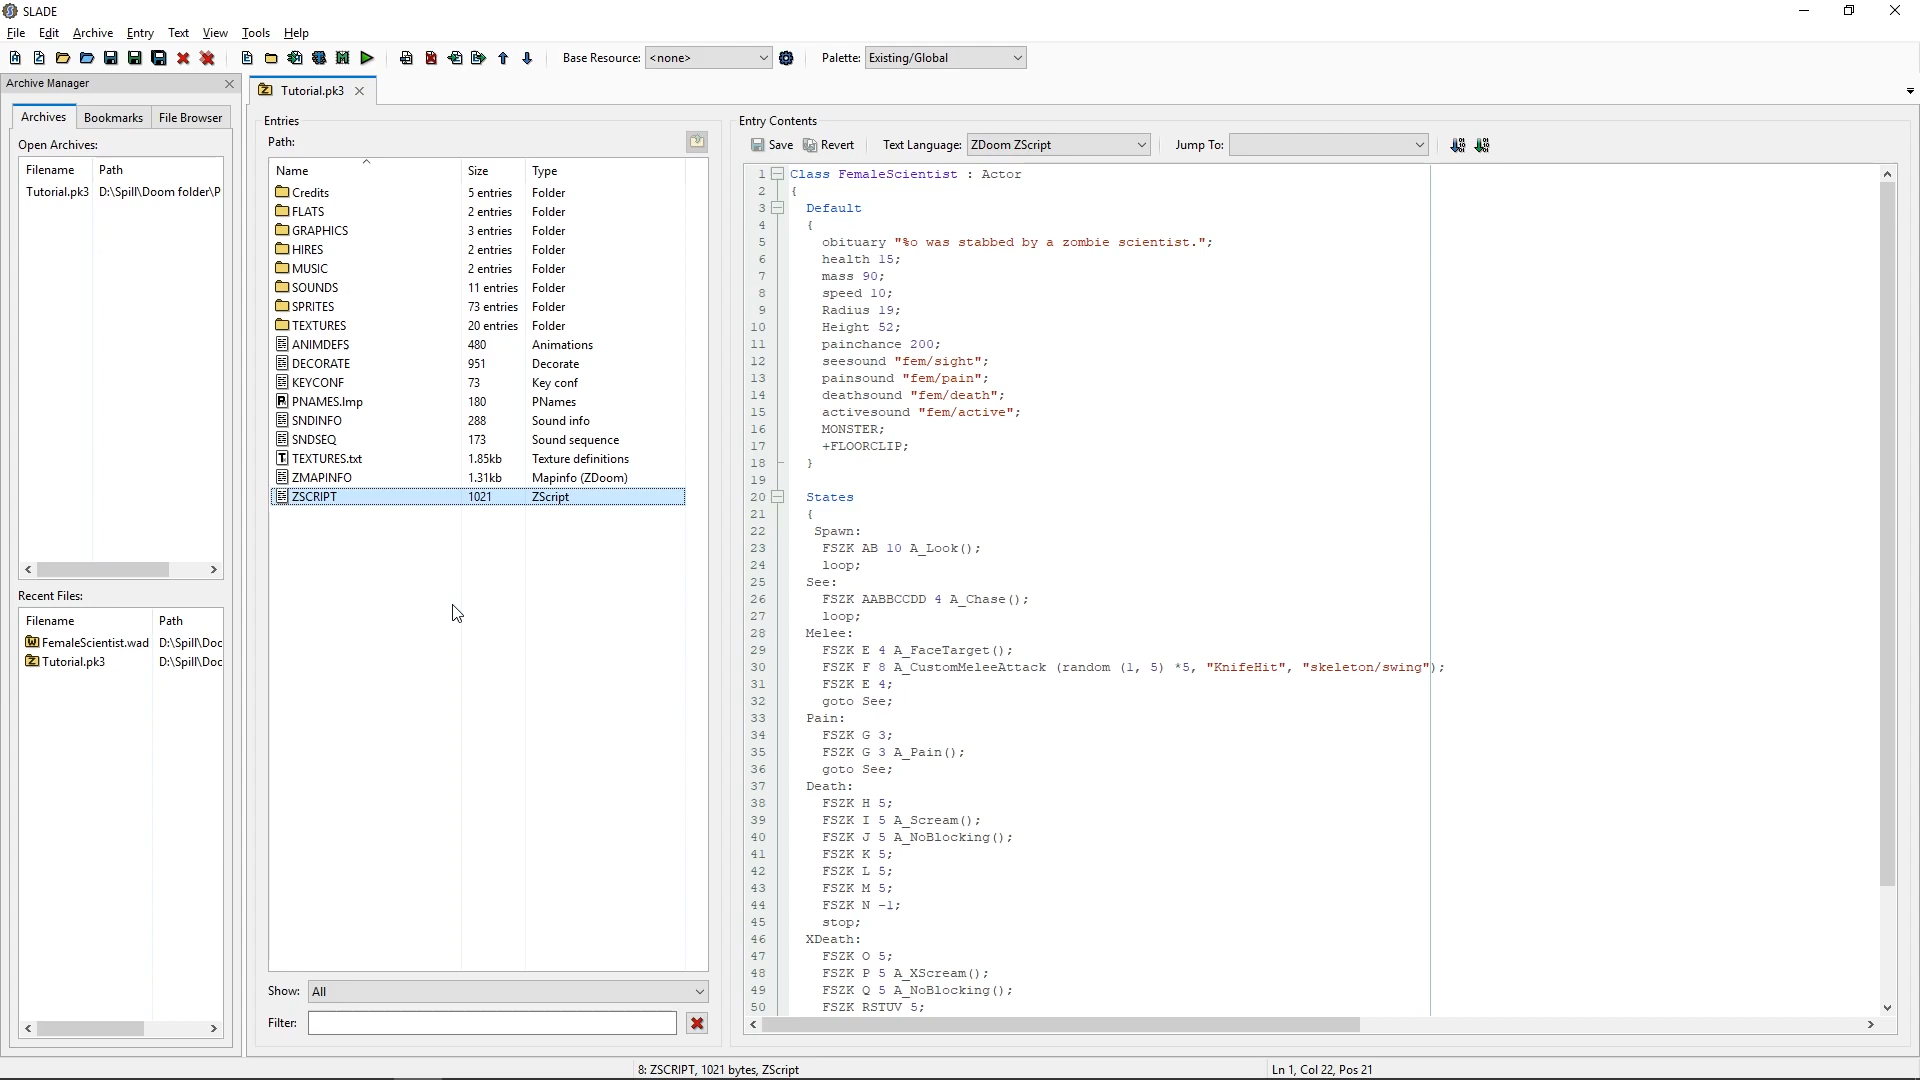 SLADE
File Edit Archive Entry Text View Tools Help
Base Resource: <none> Palette: Existing/Global
Archive Manager
Archives Bookmarks File Browser
Open Archives:
Filename Path
Tutorial.pk3 D:\Spill\Doom folder\P
Recent Files:
Filename Path
FemaleScientist.wad D:\Spill\Doc
Tutorial.pk3 D:\Spill\Doc
Tutorial.pk3
Entries
Path:
Name Size Type
Credits 5 entries Folder
FLATS 2 entries Folder
GRAPHICS 3 entries Folder
HIRES 2 entries Folder
MUSIC 2 entries Folder
SOUNDS 11 entries Folder
SPRITES 73 entries Folder
TEXTURES 20 entries Folder
ANIMDEFS 480 Animations
DECORATE 951 Decorate
KEYCONF 73 Key conf
PNAMES.lmp 180 PNames
SNDINFO 288 Sound info
SNDSEQ 173 Sound sequence
TEXTURES.txt 1.85kb Texture definitions
ZMAPINFO 1.31kb Mapinfo (ZDoom)
ZSCRIPT 1021 ZScript
Show: All
Filter:
Entry Contents
Save Revert Text Language: ZDoom ZScript Jump To:
1 Class FemaleScientist : Actor
2 {
3 Default
4 {
5 obituary "%o was stabbed by a zombie scientist.";
6 health 15;
7 mass 90;
8 speed 10;
9 Radius 19;
10 Height 52;
11 painchance 200;
12 seesound "fem/sight";
13 painsound "fem/pain";
14 deathsound "fem/death";
15 activesound "fem/active";
16 MONSTER;
17 +FLOORCLIP;
18 }
19
20 States
21 {
22 Spawn:
23 FSZK AB 10 A_Look();
24 loop;
25 See:
26 FSZK AABBCCDD 4 A_Chase();
27 loop;
28 Melee:
29 FSZK E 4 A_FaceTarget();
30 FSZK F 8 A_CustomMeleeAttack (random (1, 5) *5, "KnifeHit", "skeleton/swing");
31 FSZK E 4;
32 goto See;
33 Pain:
34 FSZK G 3;
35 FSZK G 3 A_Pain();
36 goto See;
37 Death:
38 FSZK H 5;
39 FSZK I 5 A_Scream();
40 FSZK J 5 A_NoBlocking();
41 FSZK K 5;
42 FSZK L 5;
43 FSZK M 5;
44 FSZK N -1;
45 stop;
46 XDeath:
47 FSZK O 5;
48 FSZK P 5 A_XScream();
49 FSZK Q 5 A_NoBlocking();
50 FSZK RSTUV 5;
8: ZSCRIPT, 1021 bytes, ZScript
Ln 1, Col 22, Pos 21